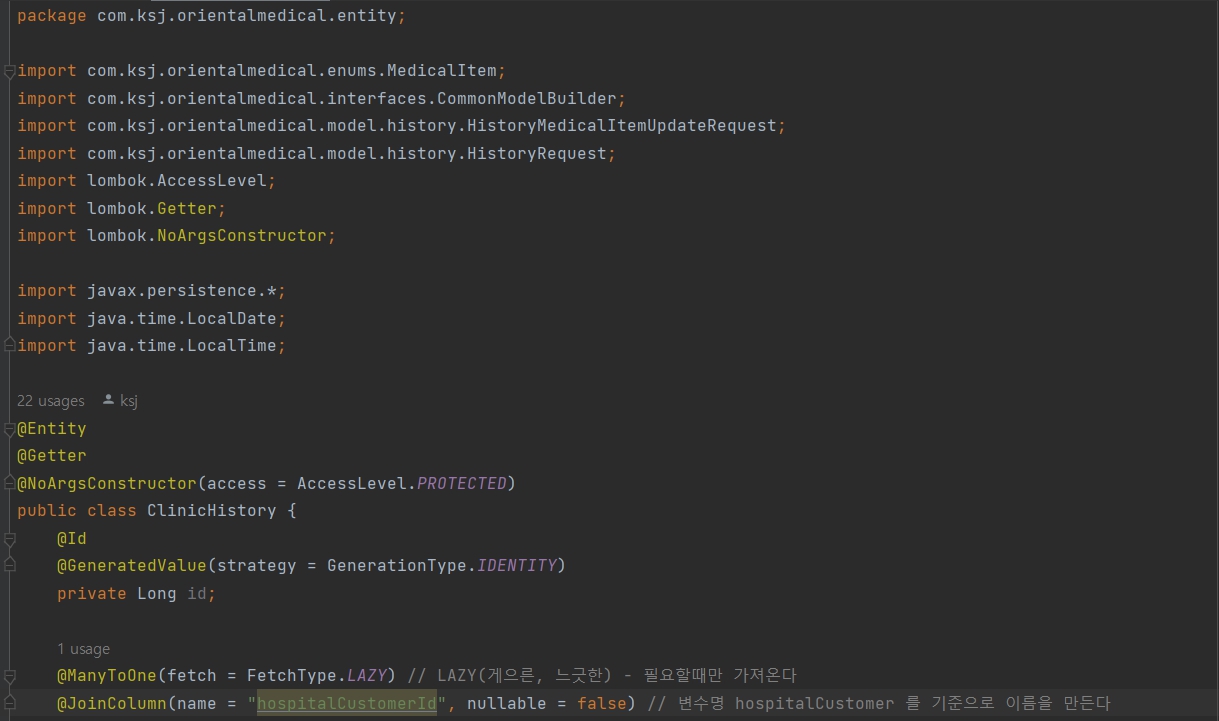 package com.ksj.orientalmedical.entity;
import com.ksj.orientalmedical.enums.MedicalItem;
import com.ksj.orientalmedical.interfaces.CommonModelBuilder;
import com.ksj.orientalmedical.model.history.HistoryMedicalItemUpdateRequest;
import com.ksj.orientalmedical.model.history.HistoryRequest;
import lombok.AccessLevel;
import lombok.Getter;
import lombok.NoArgsConstructor;
import javax.persistence.*;
import java.time.LocalDate;
import java.time.LocalTime;
22 usages ksj
@Entity
@Getter
@NoArgsConstructor(access = AccessLevel.PROTECTED)
public class ClinicHistory {
@Id
@GeneratedValue(strategy = GenerationType.IDENTITY)
private Long id;
1 usage
@ManyToOne(fetch = FetchType.LAZY) // LAZY(게으른, 느긋한) - 필요할때만 가져온다
@JoinColumn(name = "hospitalCustomerId", nullable = false) // 변수명 hospitalCustomer 를 기준으로 이름을 만든다